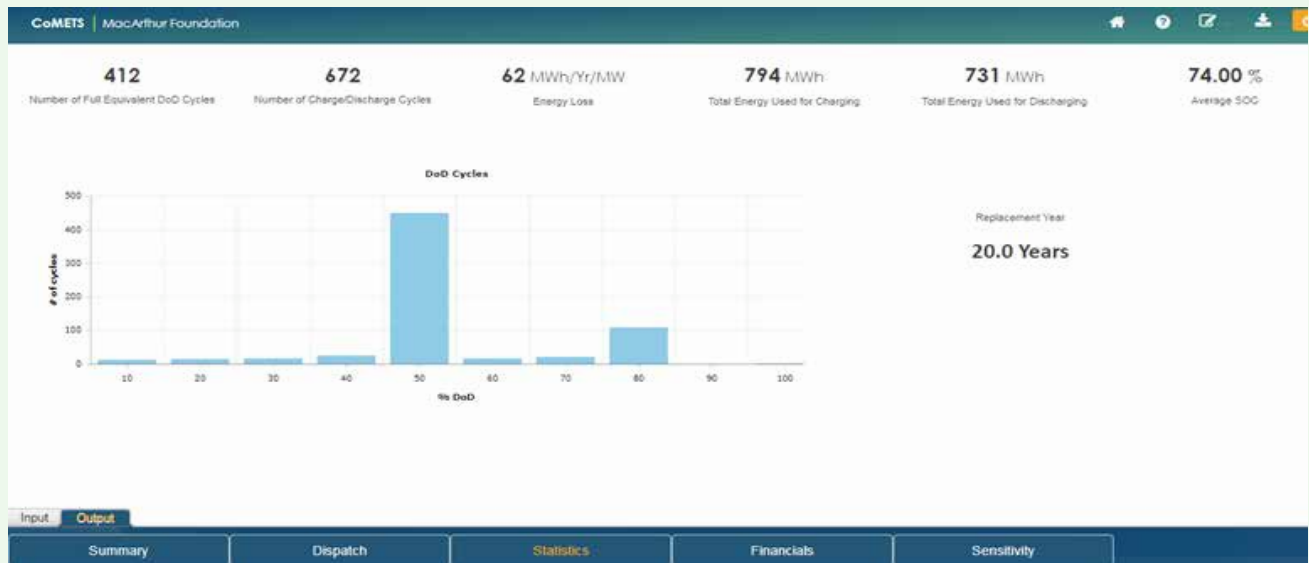 CoMETS | MacArthur Foundation
412 672 62 MWh/Yr/MW 794 MWh 731 MWh 74.00 %
Number of Full Equivalent DoD Cycles Number of Charge/Discharge Cycles Energy Loss Total Energy Used for Charging Total Energy Used for Discharging Average SOC
DoD Cycles
500
400
300
200
100
0
# of cycles
10 20 30 40 50 60 70 80 90 100
% DoD
Replacement Year
20.0 Years
Input Output
Summary Dispatch Statistics Financials Sensitivity